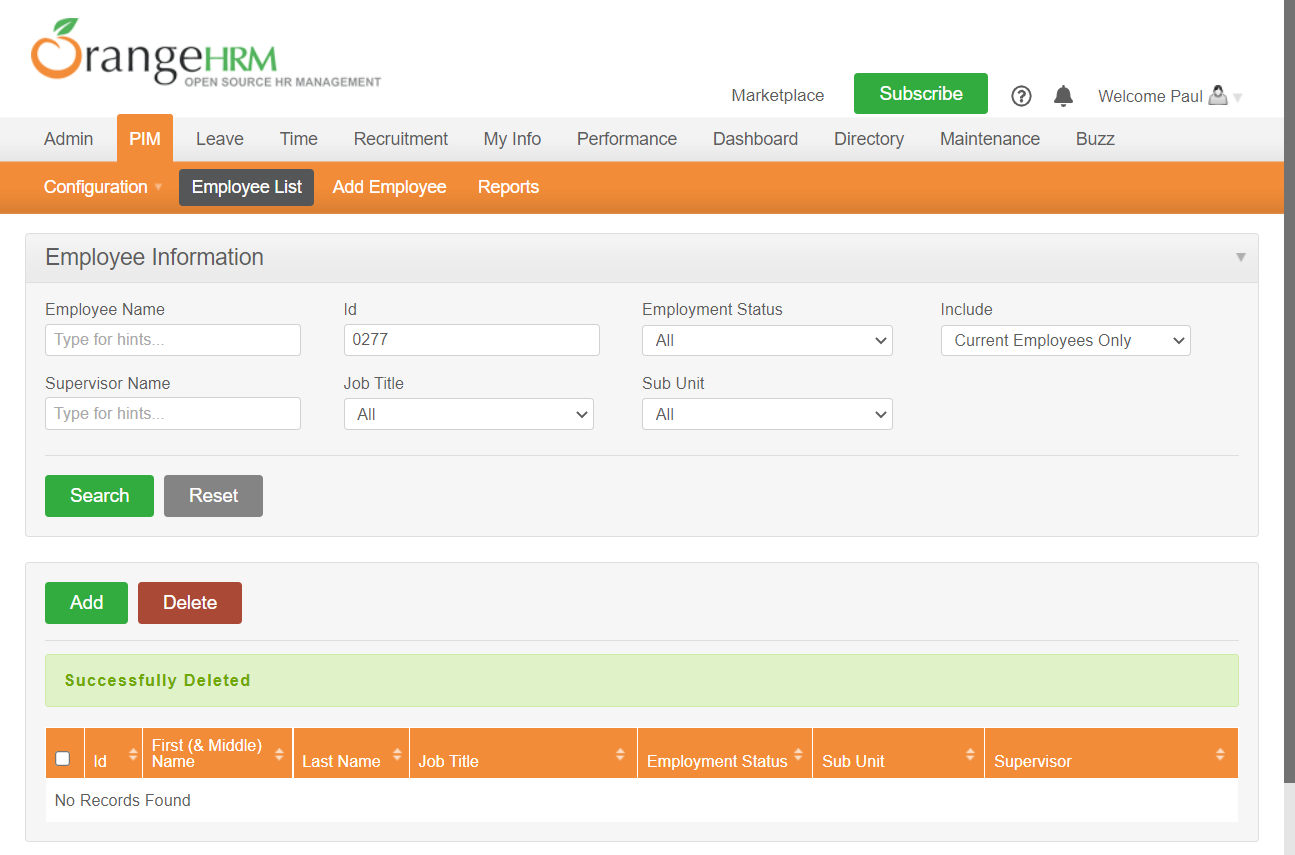 OrangeHRM
OPEN SOURCE HR MANAGEMENT
Marketplace Subscribe Welcome Paul
Admin PIM Leave Time Recruitment My Info Performance Dashboard Directory Maintenance Buzz
Configuration Employee List Add Employee Reports
Employee Information
Employee Name Id Employment Status Include
Type for hints... 0277 All Current Employees Only
Supervisor Name Job Title Sub Unit
Type for hints... All All
Search Reset
Add Delete
Successfully Deleted
Id First (& Middle) Name Last Name Job Title Employment Status Sub Unit Supervisor
No Records Found